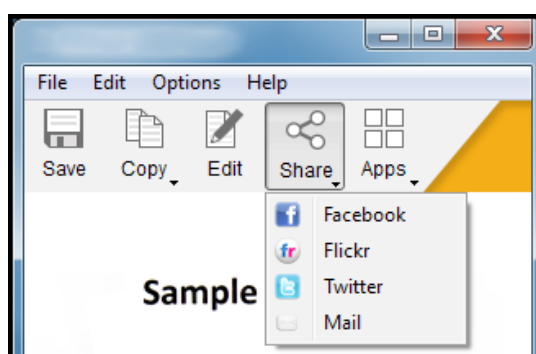 File Edit Options Help
Save Copy Edit Share Apps
Facebook
Flickr
Twitter
Mail
Sample